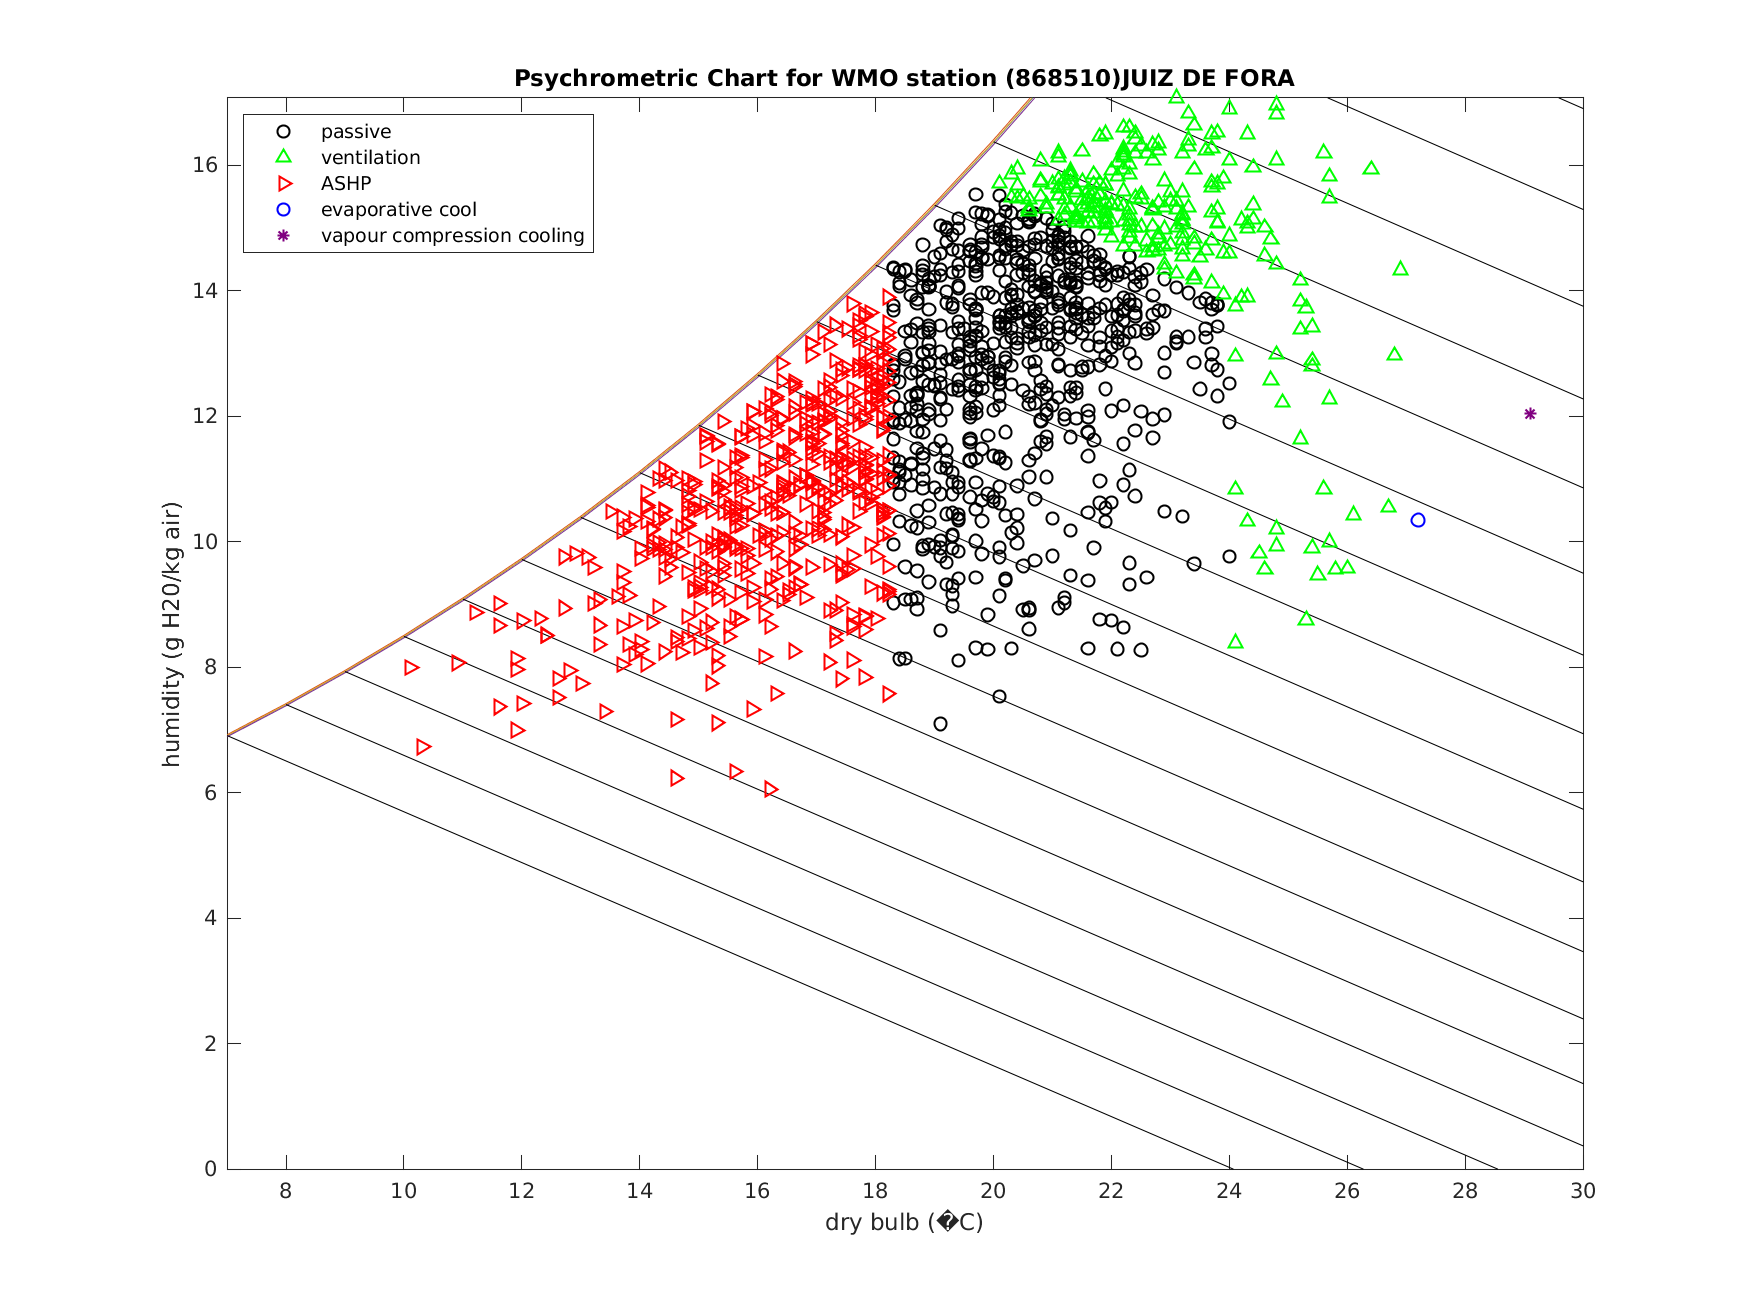 Psychrometric Chart for WMO station (868510)JUIZ DE FORA
passive
ventilation
ASHP
evaporative cool
vapour compression cooling
humidity (g H20/kg air)
16
14
12
10
8
6
4
2
0
8 10 12 14 16 18 20 22 24 26 28 30
dry bulb (�C)